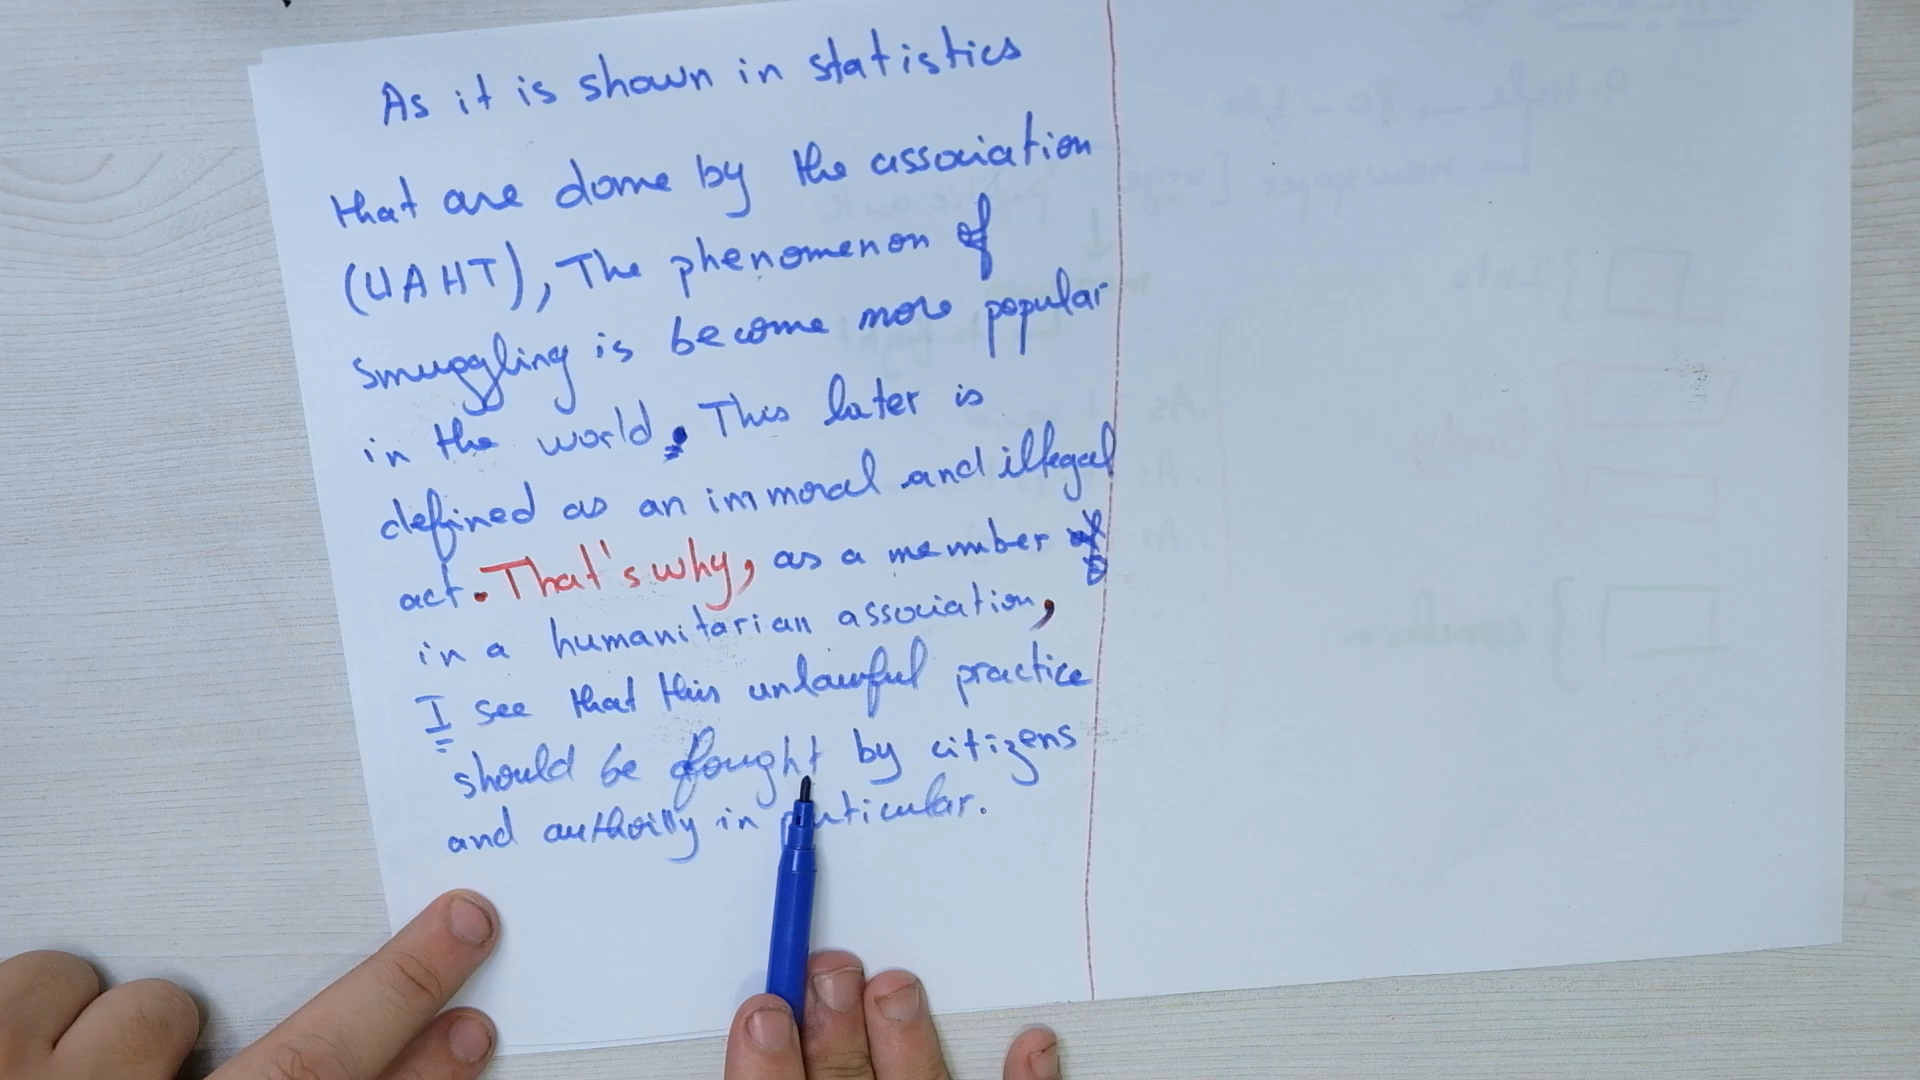 As it is shown in statistics
that are done by the association
(UAHT), The phenomenon of
smuggling is become more popular
in the world. This later is
defined as an immoral and illegal
act. That's why, as a member
in a humanitarian association,
I see that this unlawful practice
should be fought by citizens
and in particular.